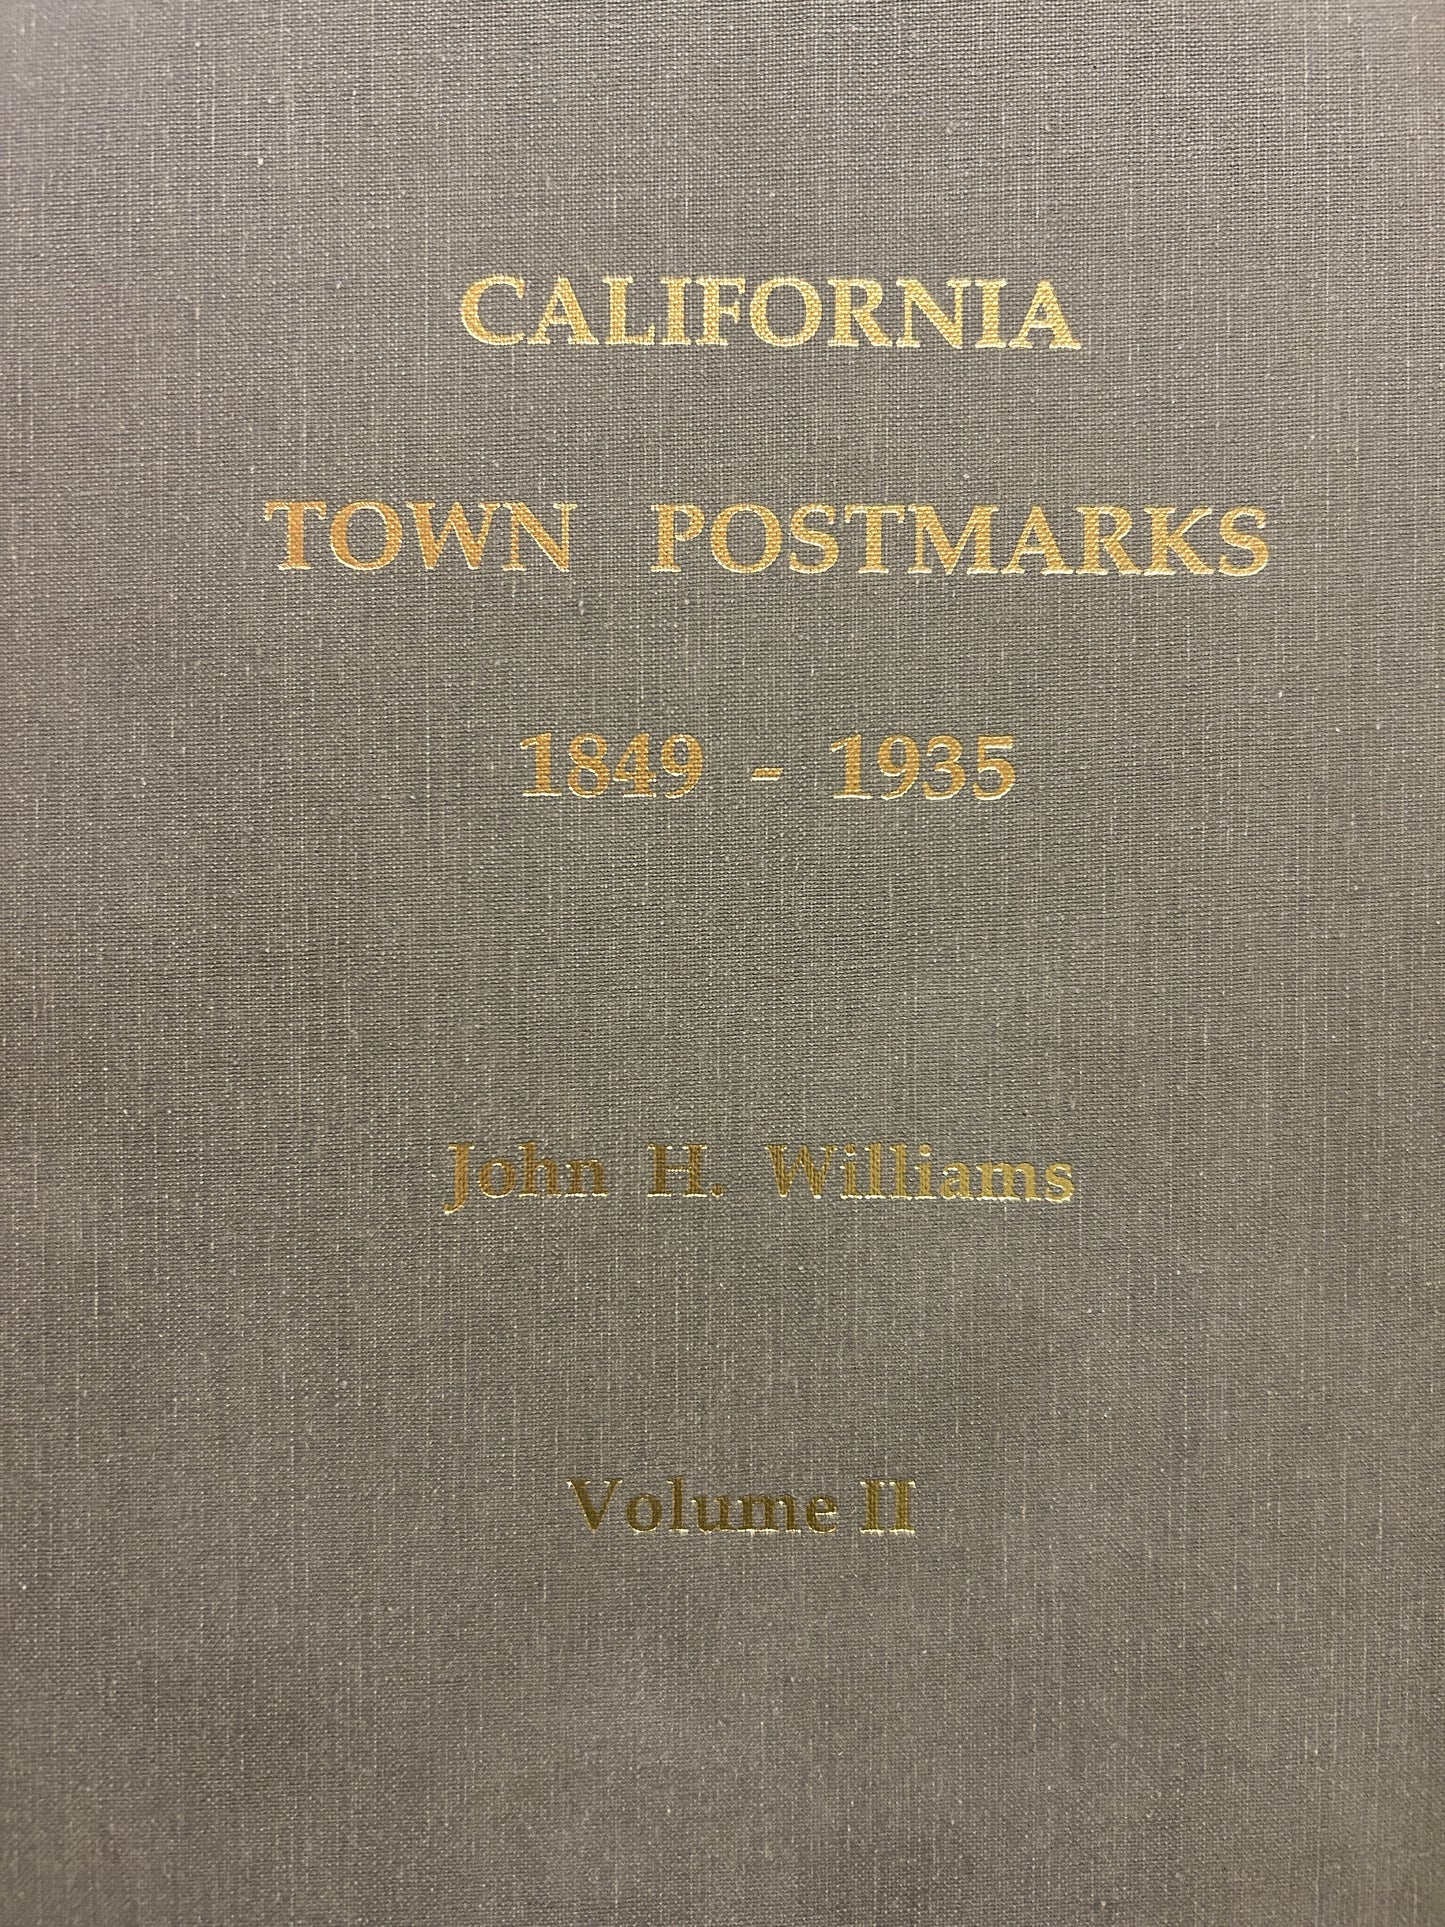 CALIFORNIA
TOWN POSTMARKS
1849 - 1935
John H. Williams
Volume II